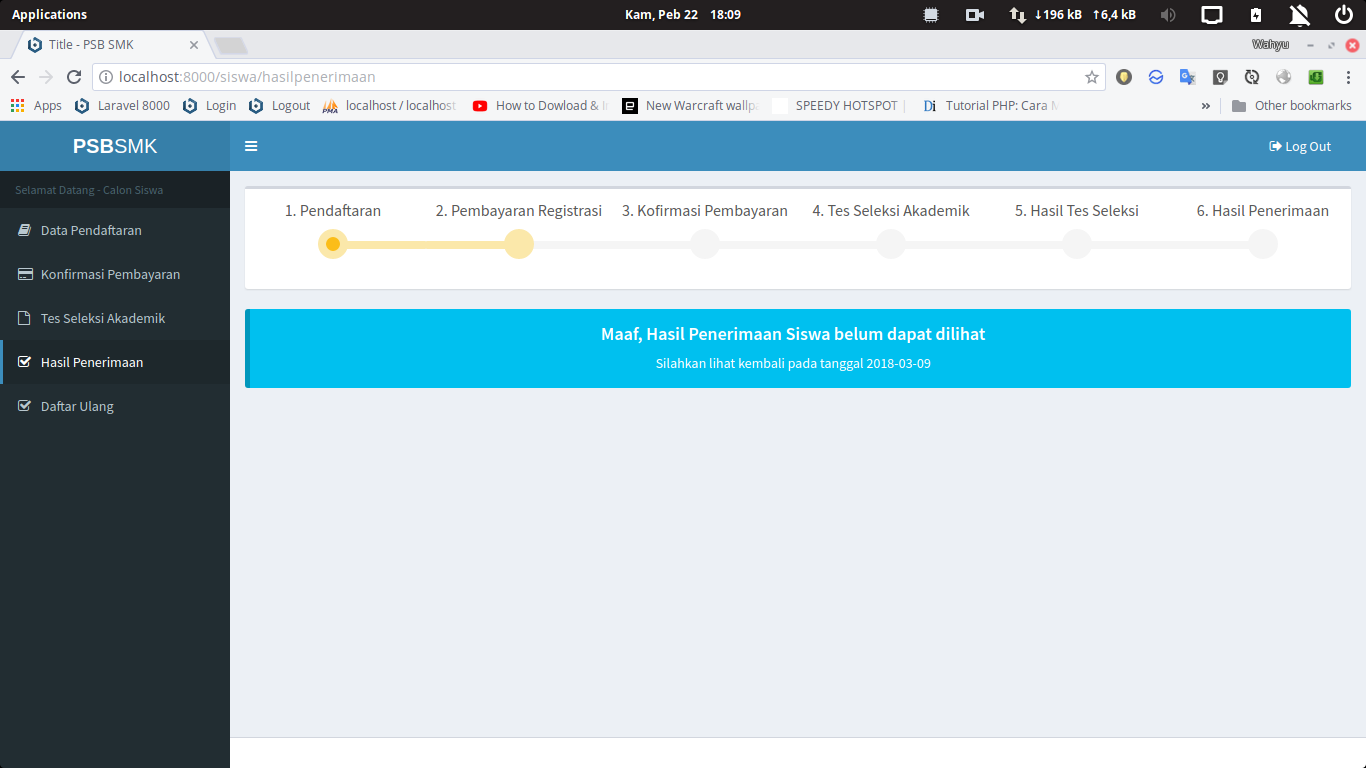 Applications
Kam, Peb 22 18:09
↓196 kB ↑6,4 kB
Title - PSB SMK
Wahyu
localhost:8000/siswa/hasilpenerimaan
Apps
Laravel 8000
Login
Logout
localhost / localhost
How to Dowload & I
New Warcraft wallp
SPEEDY HOTSPOT |
Tutorial PHP: Cara M
»
Other bookmarks
PSBSMK
Log Out
Selamat Datang - Calon Siswa
Data Pendaftaran
Konfirmasi Pembayaran
Tes Seleksi Akademik
Hasil Penerimaan
Daftar Ulang
1. Pendaftaran
2. Pembayaran Registrasi
3. Kofirmasi Pembayaran
4. Tes Seleksi Akademik
5. Hasil Tes Seleksi
6. Hasil Penerimaan
Maaf, Hasil Penerimaan Siswa belum dapat dilihat
Silahkan lihat kembali pada tanggal 2018-03-09